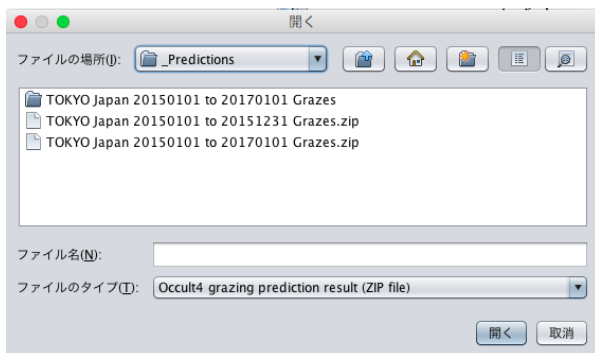 開く
ファイルの場所(I): _Predictions
TOKYO Japan 20150101 to 20170101 Grazes
TOKYO Japan 20150101 to 20151231 Grazes.zip
TOKYO Japan 20150101 to 20170101 Grazes.zip
ファイル名(N):
ファイルのタイプ(T): Occult4 grazing prediction result (ZIP file)
開く 取消